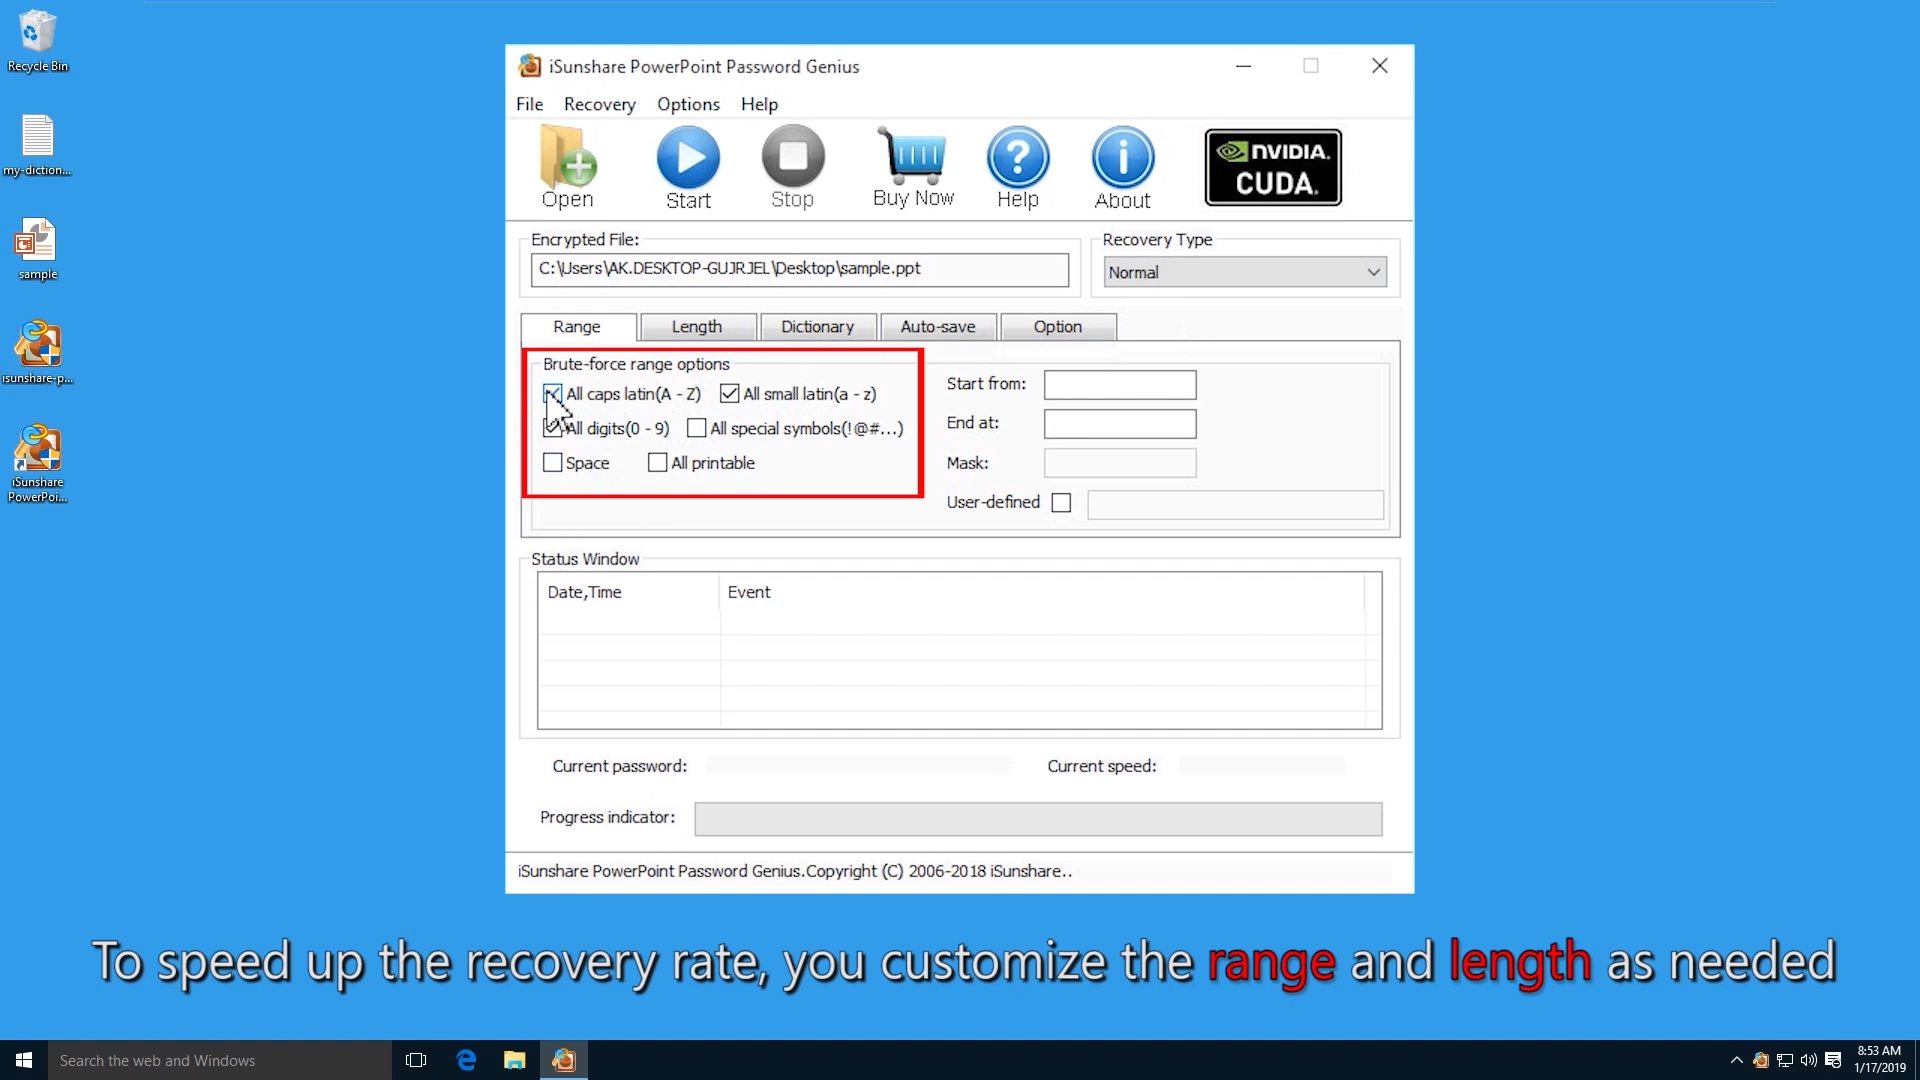 Recycle Bin
my-diction...
sample
isunshare-p...
iSunshare
PowerPoi...
iSunshare PowerPoint Password Genius
File Recovery Options Help
Open Start Stop Buy Now Help About
NVIDIA.
CUDA.
Encrypted File: Recovery Type
C:\Users\AK.DESKTOP-GUJRJEL\Desktop\sample.ppt Normal
Range Length Dictionary Auto-save Option
Brute-force range options
All caps latin(A - Z) All small latin(a - z) Start from:
All digits(0 - 9) All special symbols(!@#...) End at:
Space All printable Mask:
User-defined
Status Window
Date,Time Event
Current password: Current speed:
Progress indicator:
iSunshare PowerPoint Password Genius.Copyright (C) 2006-2018 iSunshare..
To speed up the recovery rate, you customize the range and length as needed
Search the web and Windows
8:53 AM
1/17/2019